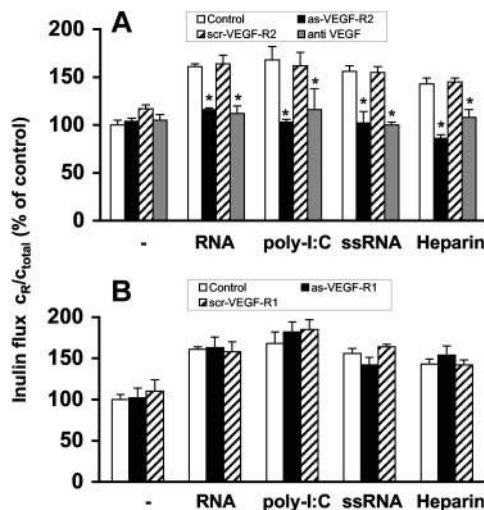 A
Control as-VEGF-R2
scr-VEGF-R2 anti VEGF
200
150
100
50
0
* * * * * * * *
- RNA poly-I:C ssRNA Heparin
Inulin flux cR/ctotal (% of control)
B
Control as-VEGF-R1
scr-VEGF-R1
200
150
100
50
0
- RNA poly-I:C ssRNA Heparin